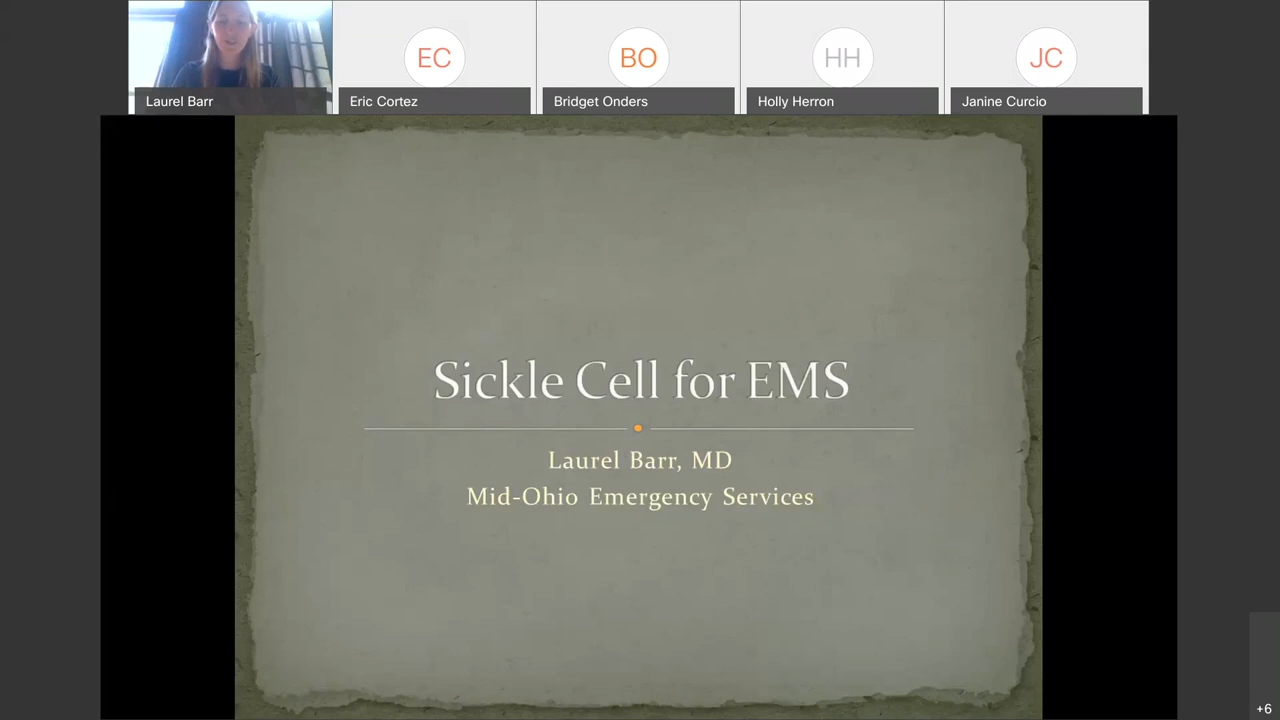 EC
BO
HH
JC
Laurel Barr
Eric Cortez
Bridget Onders
Holly Herron
Janine Curcio
Sickle Cell for EMS
Laurel Barr, MD
Mid-Ohio Emergency Services
+6